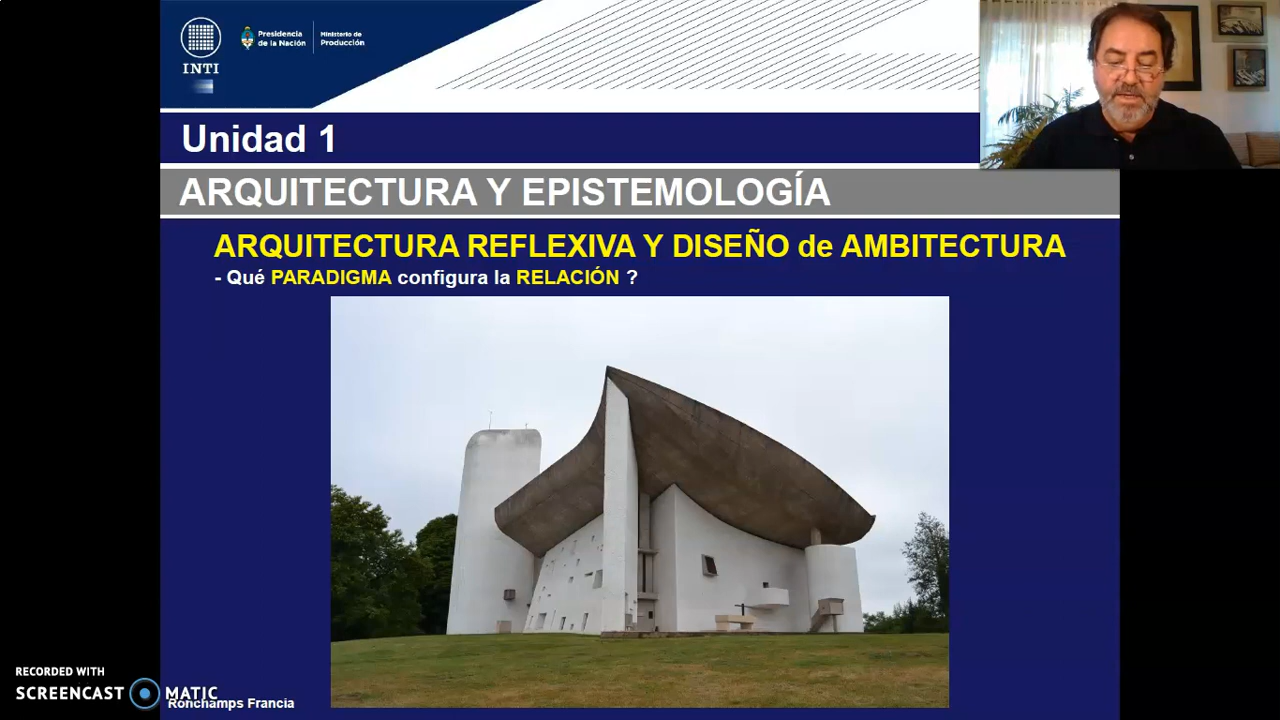 INTI
Presidencia
de la Nación
Ministerio de
Producción
Unidad 1
ARQUITECTURA Y EPISTEMOLOGÍA
ARQUITECTURA REFLEXIVA Y DISEÑO de AMBITECTURA
- Qué PARADIGMA configura la RELACIÓN ?
RECORDED WITH
SCREENCAST MATIC
Ronchamps Francia